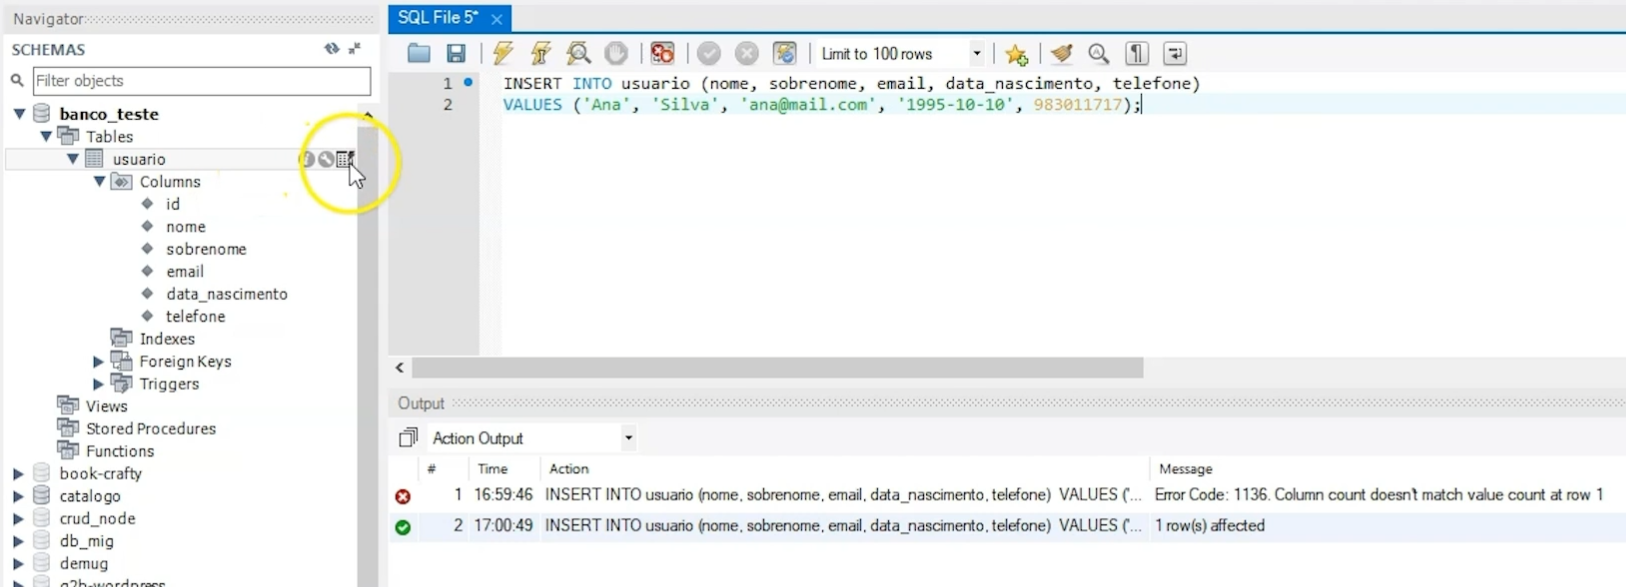 Navigator
SCHEMAS
Filter objects
banco_teste
Tables
usuario
Columns
id
nome
sobrenome
email
data_nascimento
telefone
Indexes
Foreign Keys
Triggers
Views
Stored Procedures
Functions
book-crafty
catalogo
crud_node
db_mig
demug
g2b-wordpress
SQL File 5*
Limit to 100 rows
1 INSERT INTO usuario (nome, sobrenome, email, data_nascimento, telefone)
2 VALUES ('Ana', 'Silva', 'ana@mail.com', '1995-10-10', 983011717);
Output
Action Output
# Time Action Message
1 16:59:46 INSERT INTO usuario (nome, sobrenome, email, data_nascimento, telefone) VALUES ('... Error Code: 1136. Column count doesn't match value count at row 1
2 17:00:49 INSERT INTO usuario (nome, sobrenome, email, data_nascimento, telefone) VALUES ('... 1 row(s) affected